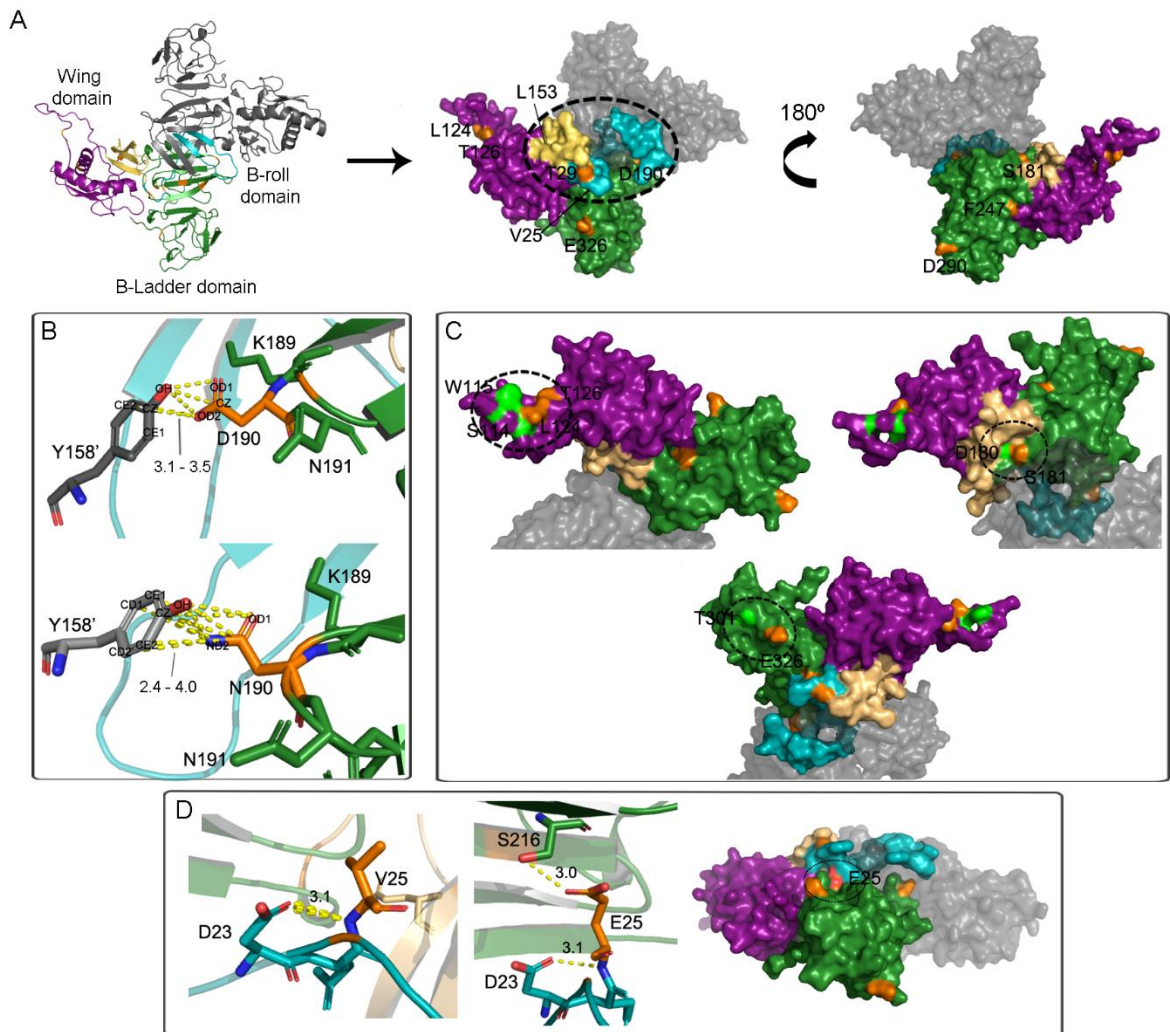 A
Wing
domain
B-roll
domain
B-Ladder domain
L153
L124
T126
T29
D190
V25
E326
180º
S181
F247
D290
B
K189
OH
OD1
CE2
CZ
CZ
OD2
CE1
D190
Y158'
3.1 - 3.5
N191
K189
CE1
OH
CD1
CZ
OD1
Y158'
CE2
ND2
CD2
2.4 - 4.0
N190
N191
C
W115
T126
S114
L124
D180
S181
T301
E326
D
3.1
V25
D23
S216
3.0
E25
3.1
D23
E25